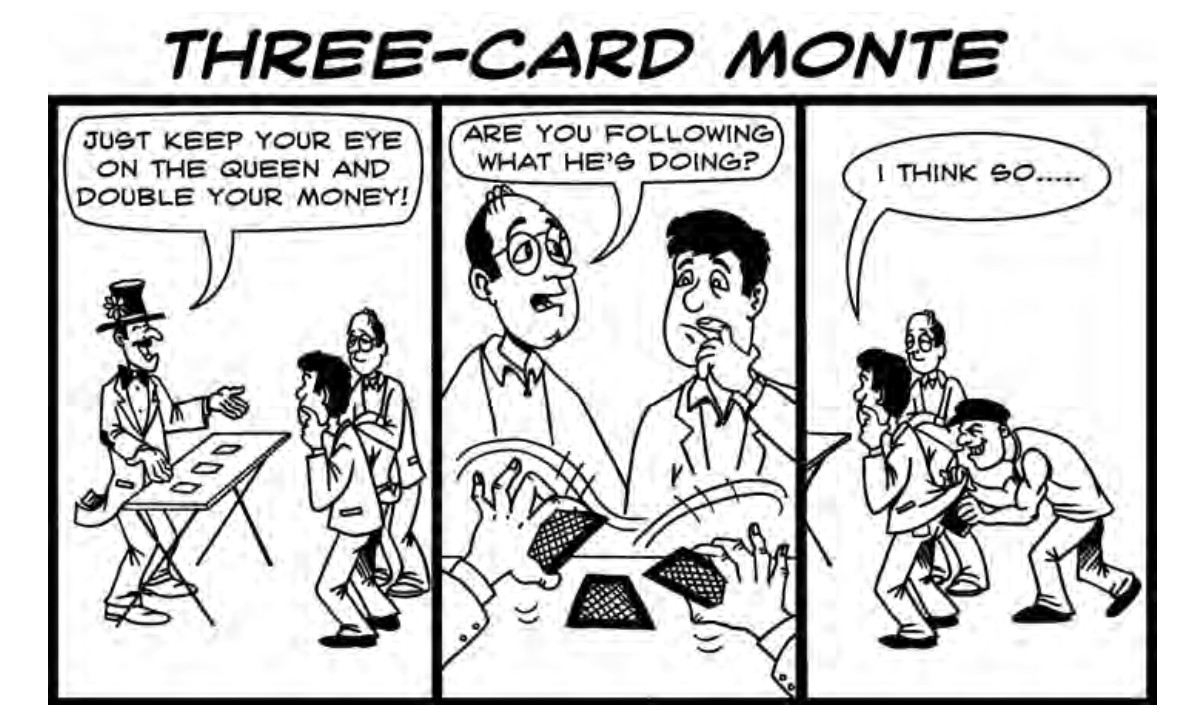 THREE-CARD MONTE
JUST KEEP YOUR EYE
ON THE QUEEN AND
DOUBLE YOUR MONEY!
ARE YOU FOLLOWING
WHAT HE'S DOING?
I THINK SO.....